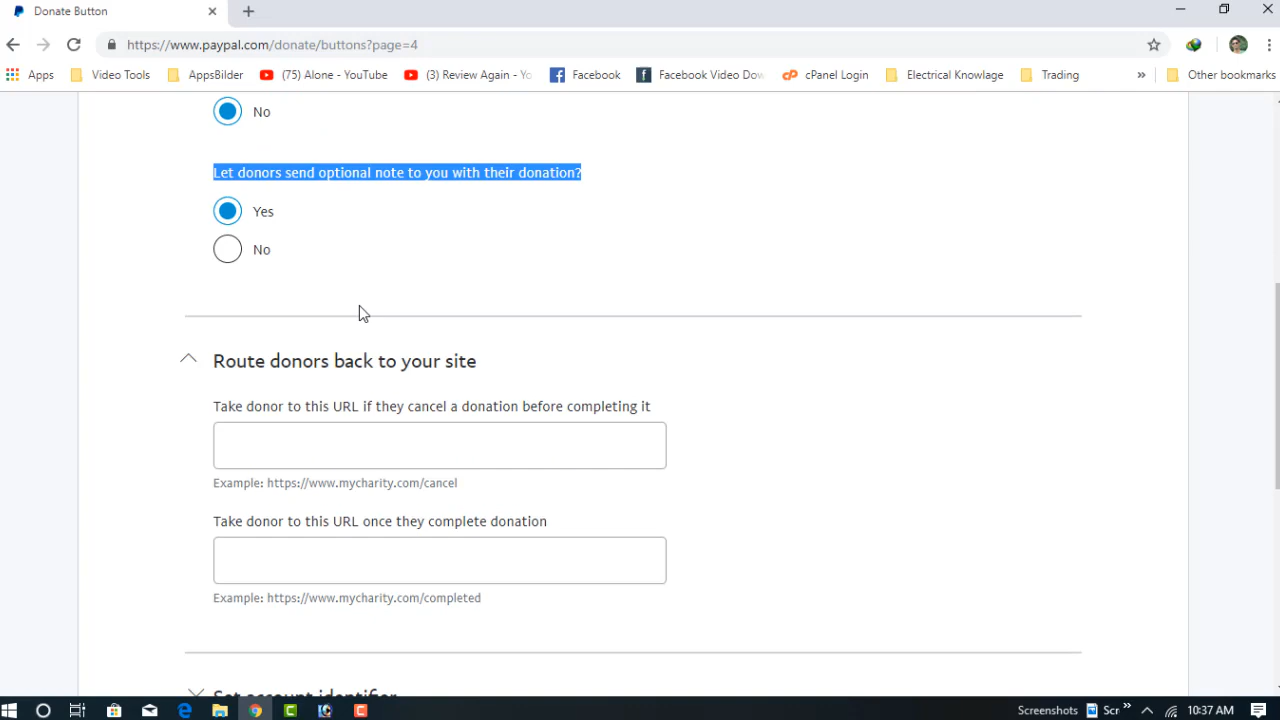 Donate Button
https://www.paypal.com/donate/buttons?page=4
Apps Video Tools AppsBilder (75) Alone - YouTube (3) Review Again - Yo Facebook Facebook Video Dow cPanel Login Electrical Knowlage Trading » Other bookmarks
No
Let donors send optional note to you with their donation?
Yes
No
Route donors back to your site
Take donor to this URL if they cancel a donation before completing it
Example: https://www.mycharity.com/cancel
Take donor to this URL once they complete donation
Example: https://www.mycharity.com/completed
Set account identifier
Screenshots Scr » 10:37 AM